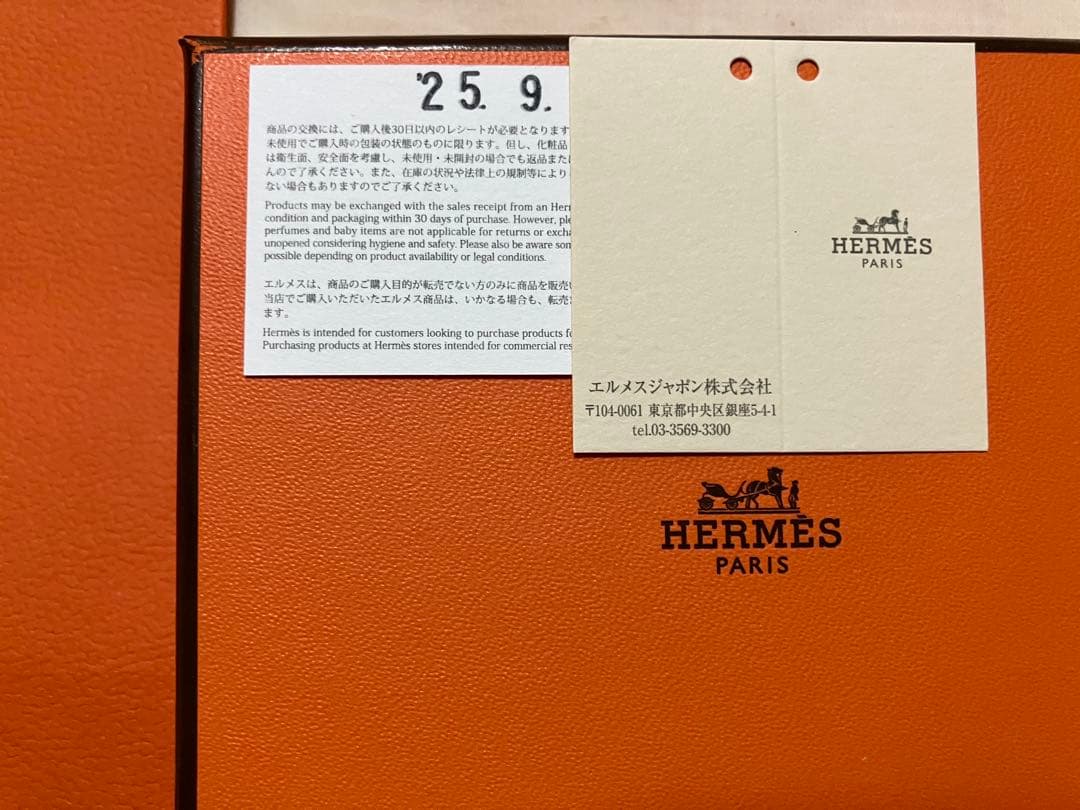 '25. 9.
商品の交換には、ご購入後30日以内のレシートが必要となります
未使用でご購入時の包装の状態のものに限ります。但し、化粧品
は衛生面、安全面を考慮し、未使用・未開封の場合でも返品また
んので了承ください。また、在庫の状況や法律上の規制等により
ない場合もありますのでご了承ください。
Products may be exchanged with the sales receipt from an Her
condition and packaging within 30 days of purchase. However, ple
perfumes and baby items are not applicable for returns or excha
unopened considering hygiene and safety. Please also be aware som
possible depending on product availability or legal conditions.
エルメスは、商品のご購入目的が転売でない方のみに商品を販売い
当店でご購入いただいたエルメス商品は、いかなる場合も、転売
ます。
Hermès is intended for customers looking to purchase products fo
Purchasing products at Hermès stores intended for commercial res
HERMÈS
PARIS
エルメスジャポン株式会社
〒104-0061 東京都中央区銀座5-4-1
tel.03-3569-3300
HERMÈS
PARIS